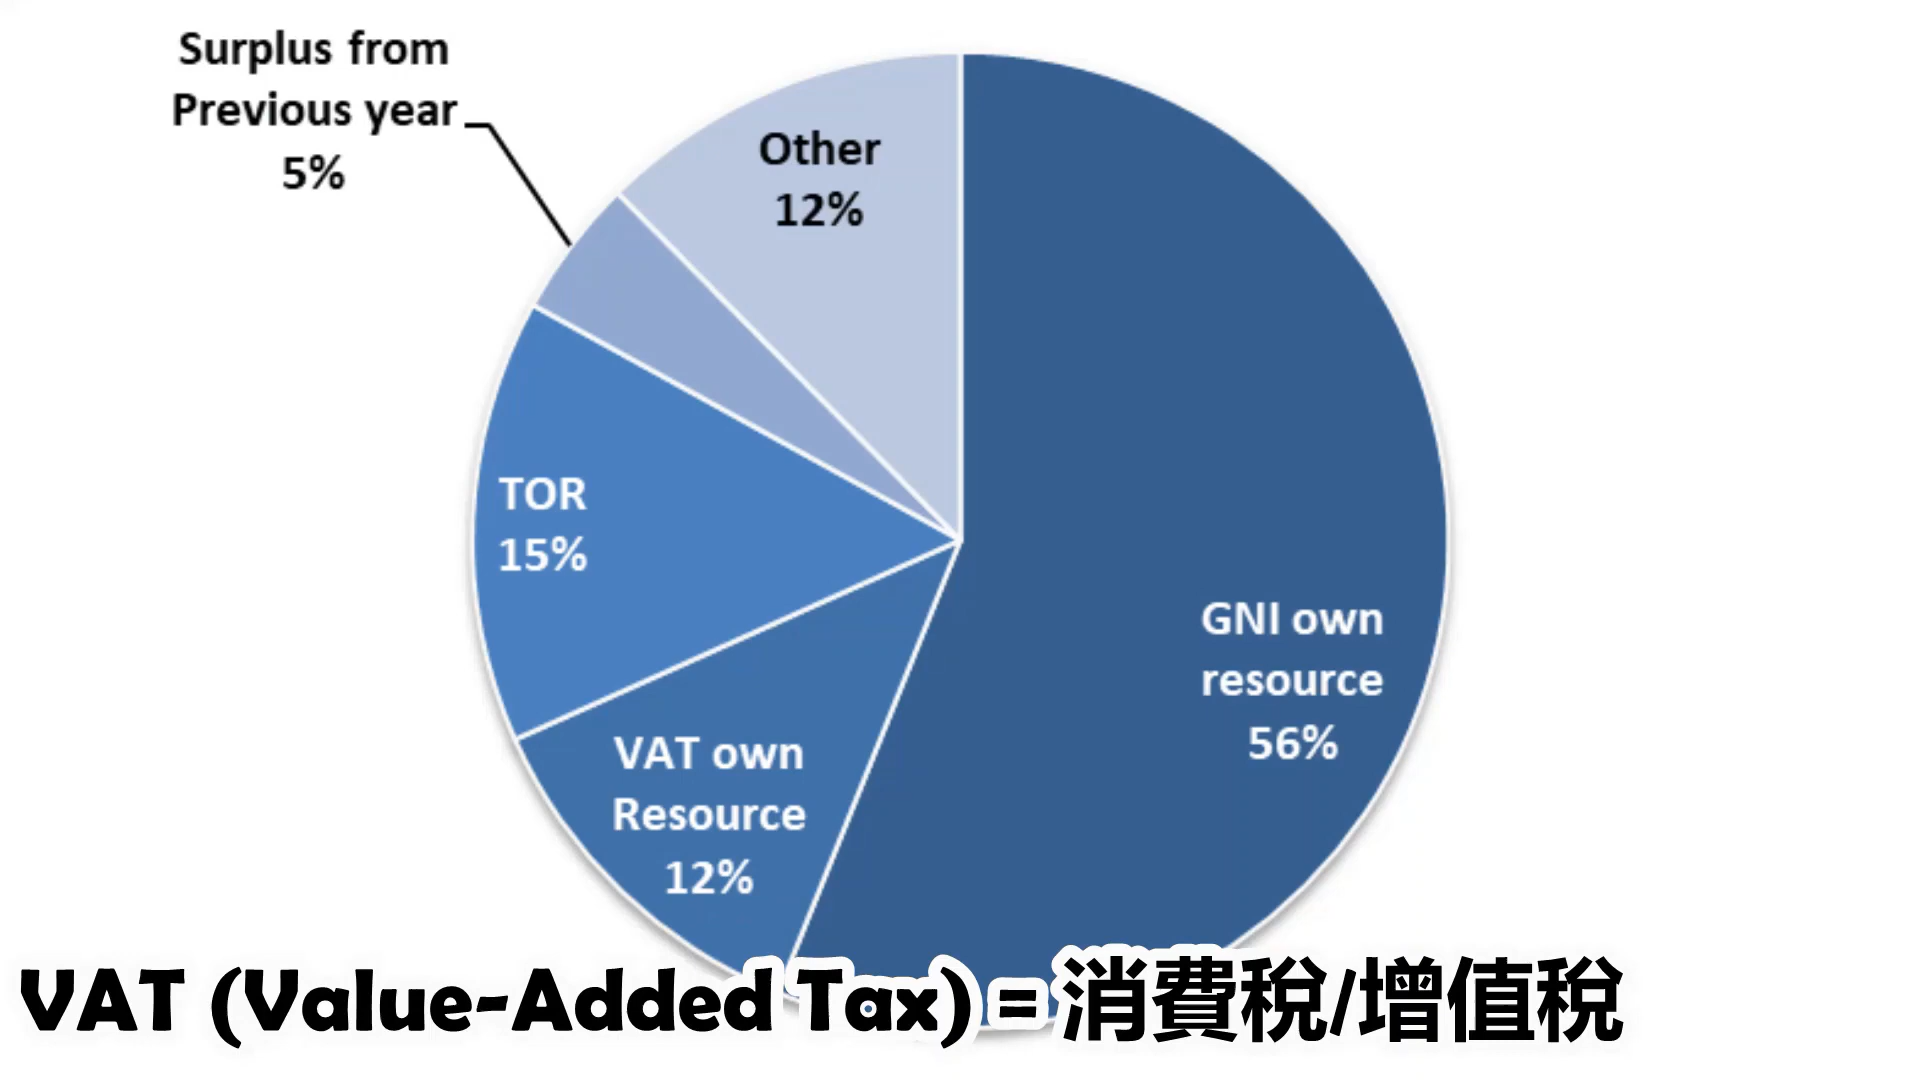 Surplus from
Previous year
5%
Other
12%
TOR
15%
GNI own
resource
56%
VAT own
Resource
12%
VAT (Value-Added Tax) = 消費稅/增值稅